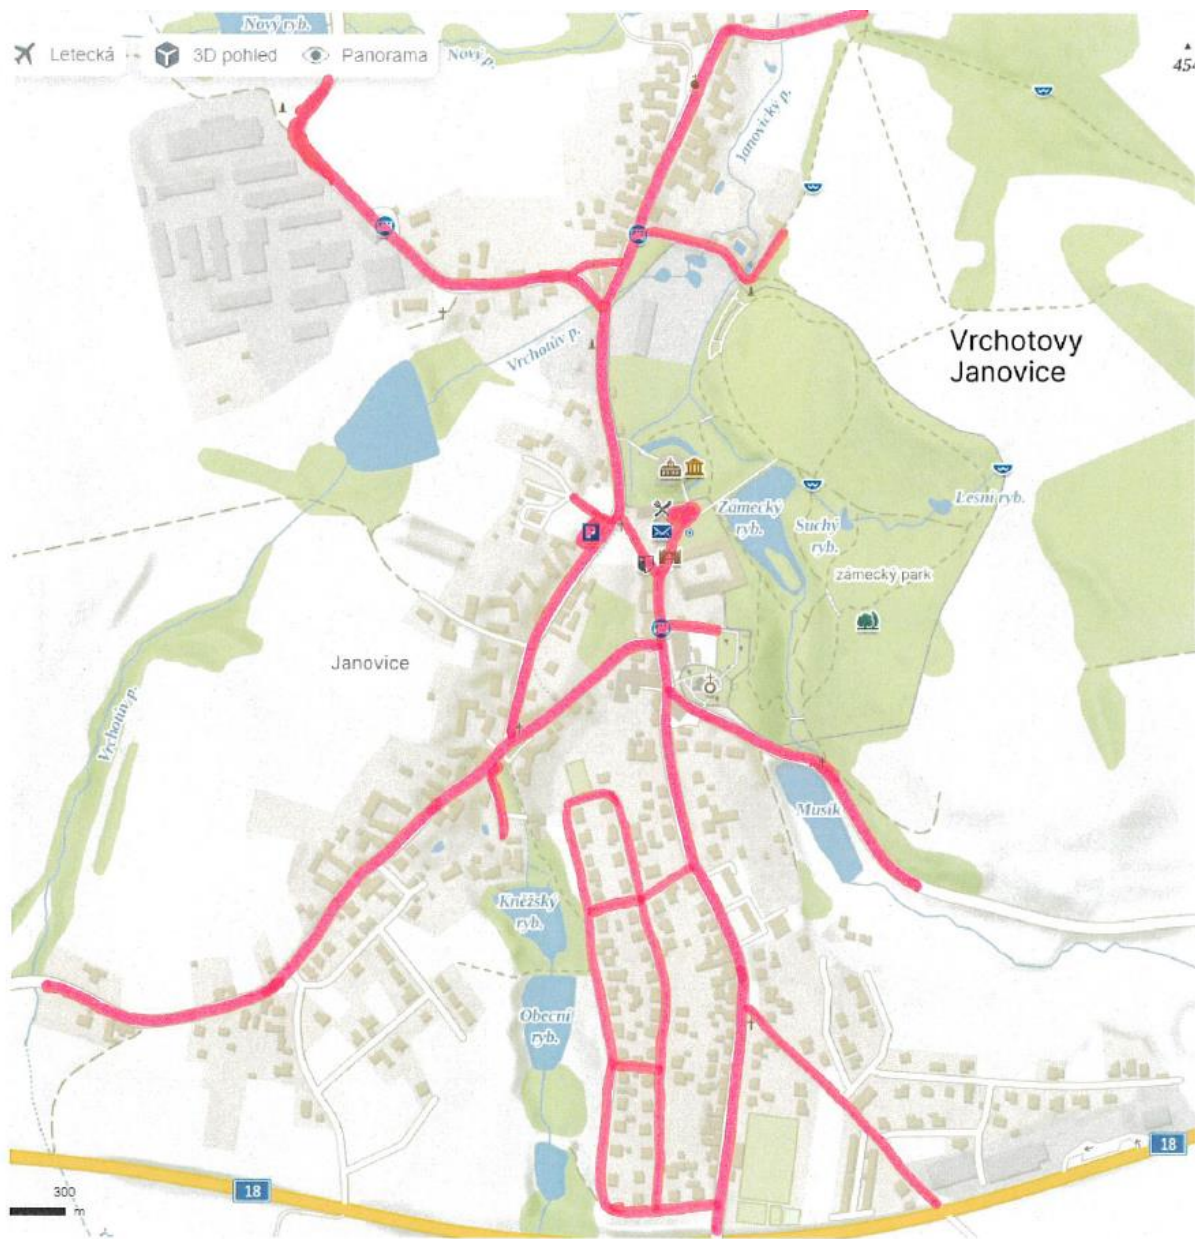 Nový ryb.
Letecká
3D pohled
Panorama
Nový p.
454
Janovický p.
Vrchotův p.
Vrchotovy
Janovice
Zámecký
ryb.
Suchý
ryb.
Lesní ryb.
zámecký park
P
Janovice
Vrchotův p.
Musík
Kněžský
ryb.
Obecní
ryb.
18
18
300
m